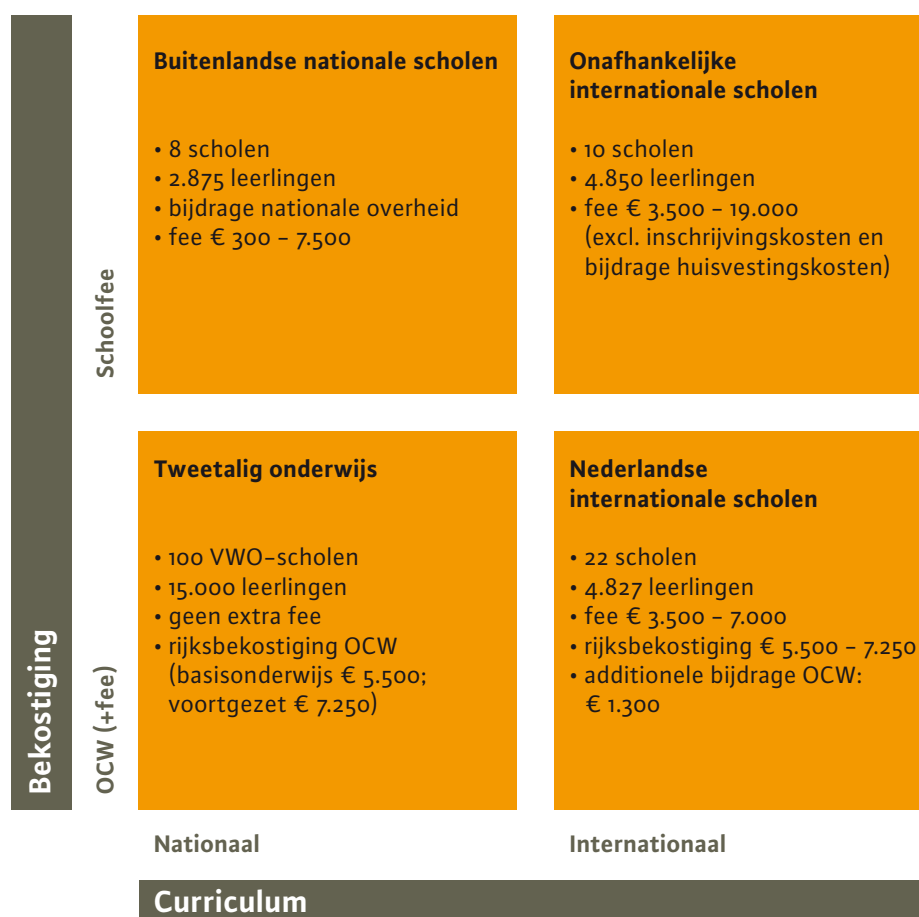 Buitenlandse nationale scholen
• 8 scholen
• 2.875 leerlingen
• bijdrage nationale overheid
• fee € 300 – 7.500
Onafhankelijke
internationale scholen
• 10 scholen
• 4.850 leerlingen
• fee € 3.500 – 19.000
(excl. inschrijvingskosten en
bijdrage huisvestingskosten)
Schoolfee
Tweetalig onderwijs
• 100 VWO-scholen
• 15.000 leerlingen
• geen extra fee
• rijksbekostiging OCW
(basisonderwijs € 5.500;
voortgezet € 7.250)
Nederlandse
internationale scholen
• 22 scholen
• 4.827 leerlingen
• fee € 3.500 – 7.000
• rijksbekostiging € 5.500 – 7.250
• additionele bijdrage OCW:
€ 1.300
OCW (+fee)
Bekostiging
Nationaal
Internationaal
Curriculum